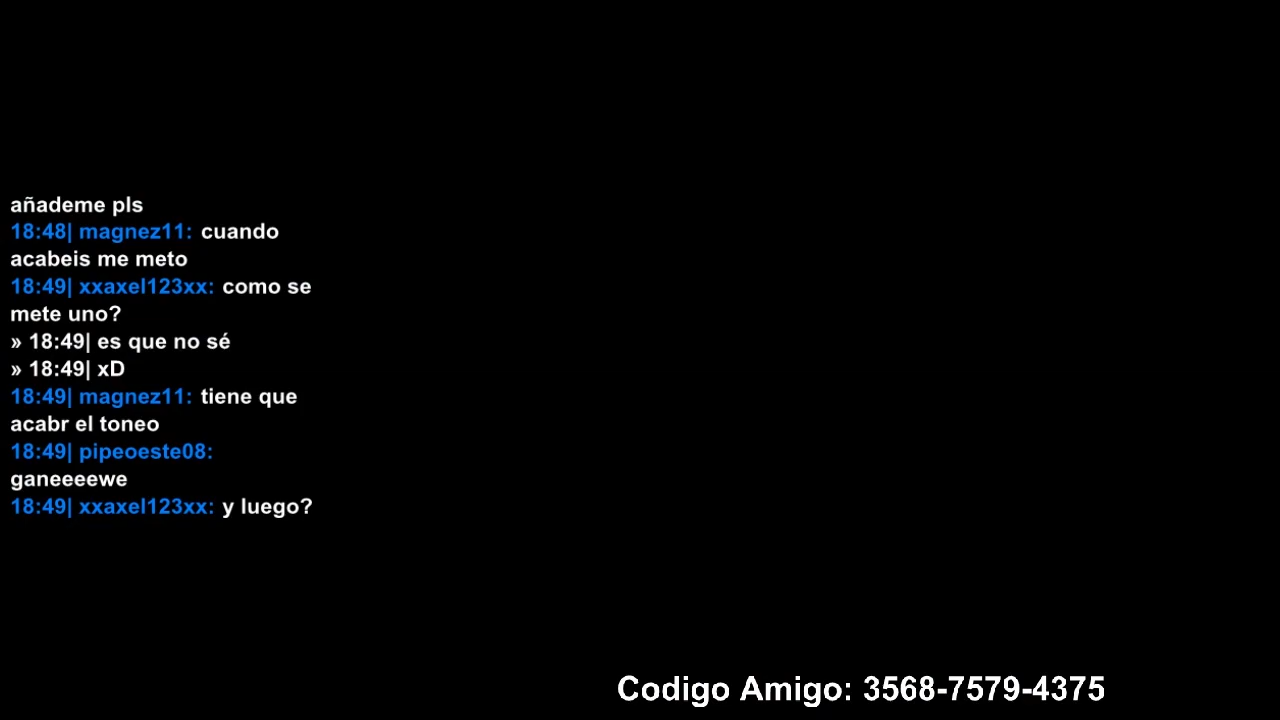 añademe pls
18:48| magnez11: cuando
acabeis me meto
18:49| xxaxel123xx: como se
mete uno?
» 18:49| es que no sé
» 18:49| xD
18:49| magnez11: tiene que
acabr el toneo
18:49| pipeoeste08:
ganeeeewe
18:49| xxaxel123xx: y luego?
Codigo Amigo: 3568-7579-4375